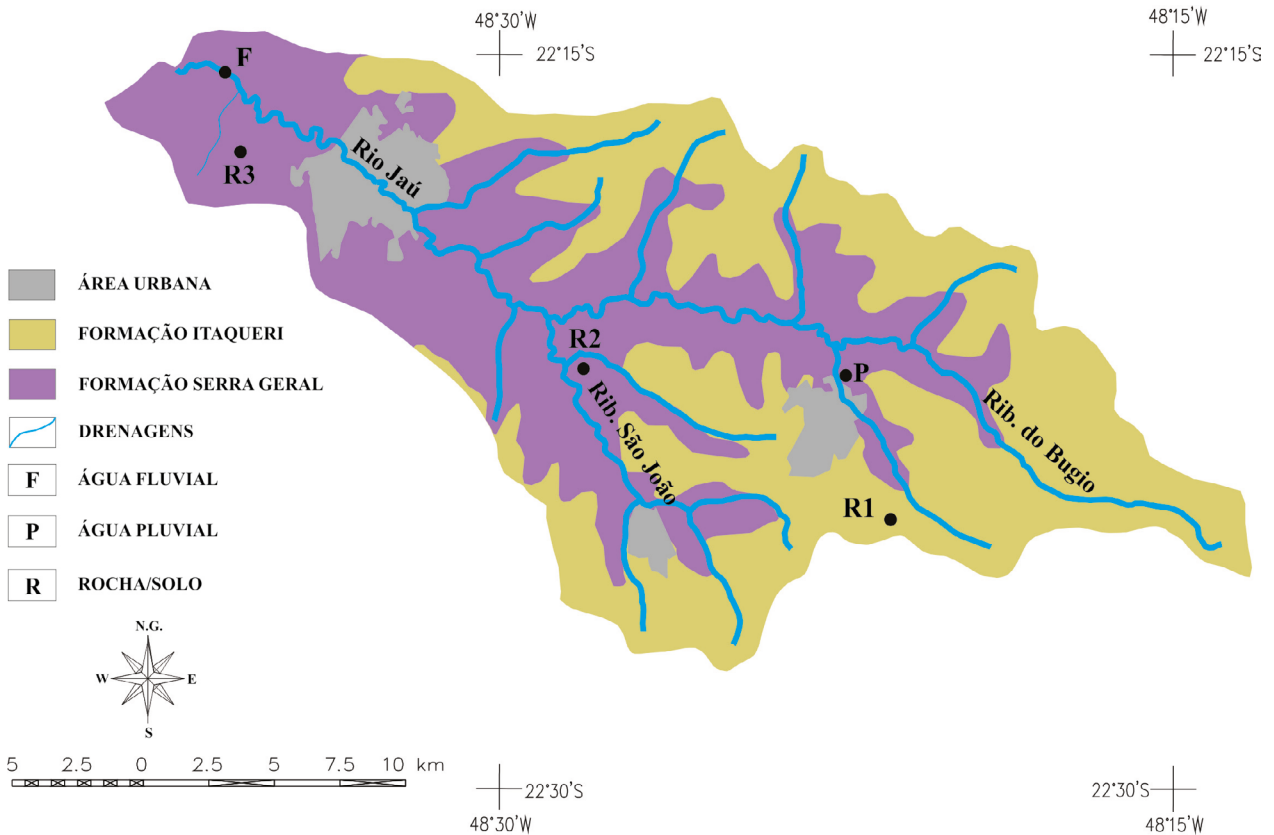 48°30'W
48°15'W
22°15'S
22°15'S
F
R3
Rio Jaú
R2
P
Rib. São João
Rib. do Bugio
R1
ÁREA URBANA
FORMAÇÃO ITAQUERI
FORMAÇÃO SERRA GERAL
DRENAGENS
F ÁGUA FLUVIAL
P ÁGUA PLUVIAL
R ROCHA/SOLO
N.G.
W E
S
5 2.5 0 2.5 5 7.5 10 km
22°30'S
22°30'S
48°30'W
48°15'W